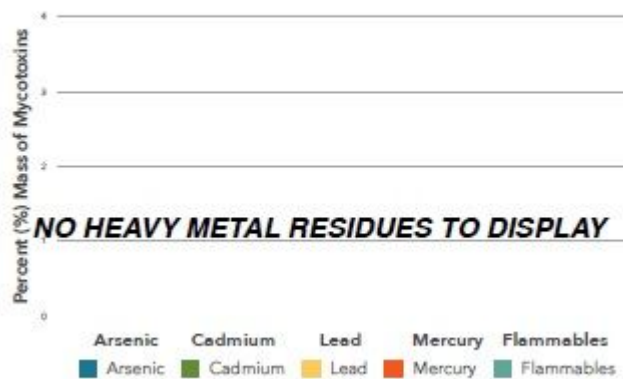 4
3
2
1
0
Percent (%) Mass of Mycotoxins
NO HEAVY METAL RESIDUES TO DISPLAY
Arsenic Cadmium Lead Mercury Flammables
Arsenic Cadmium Lead Mercury Flammables